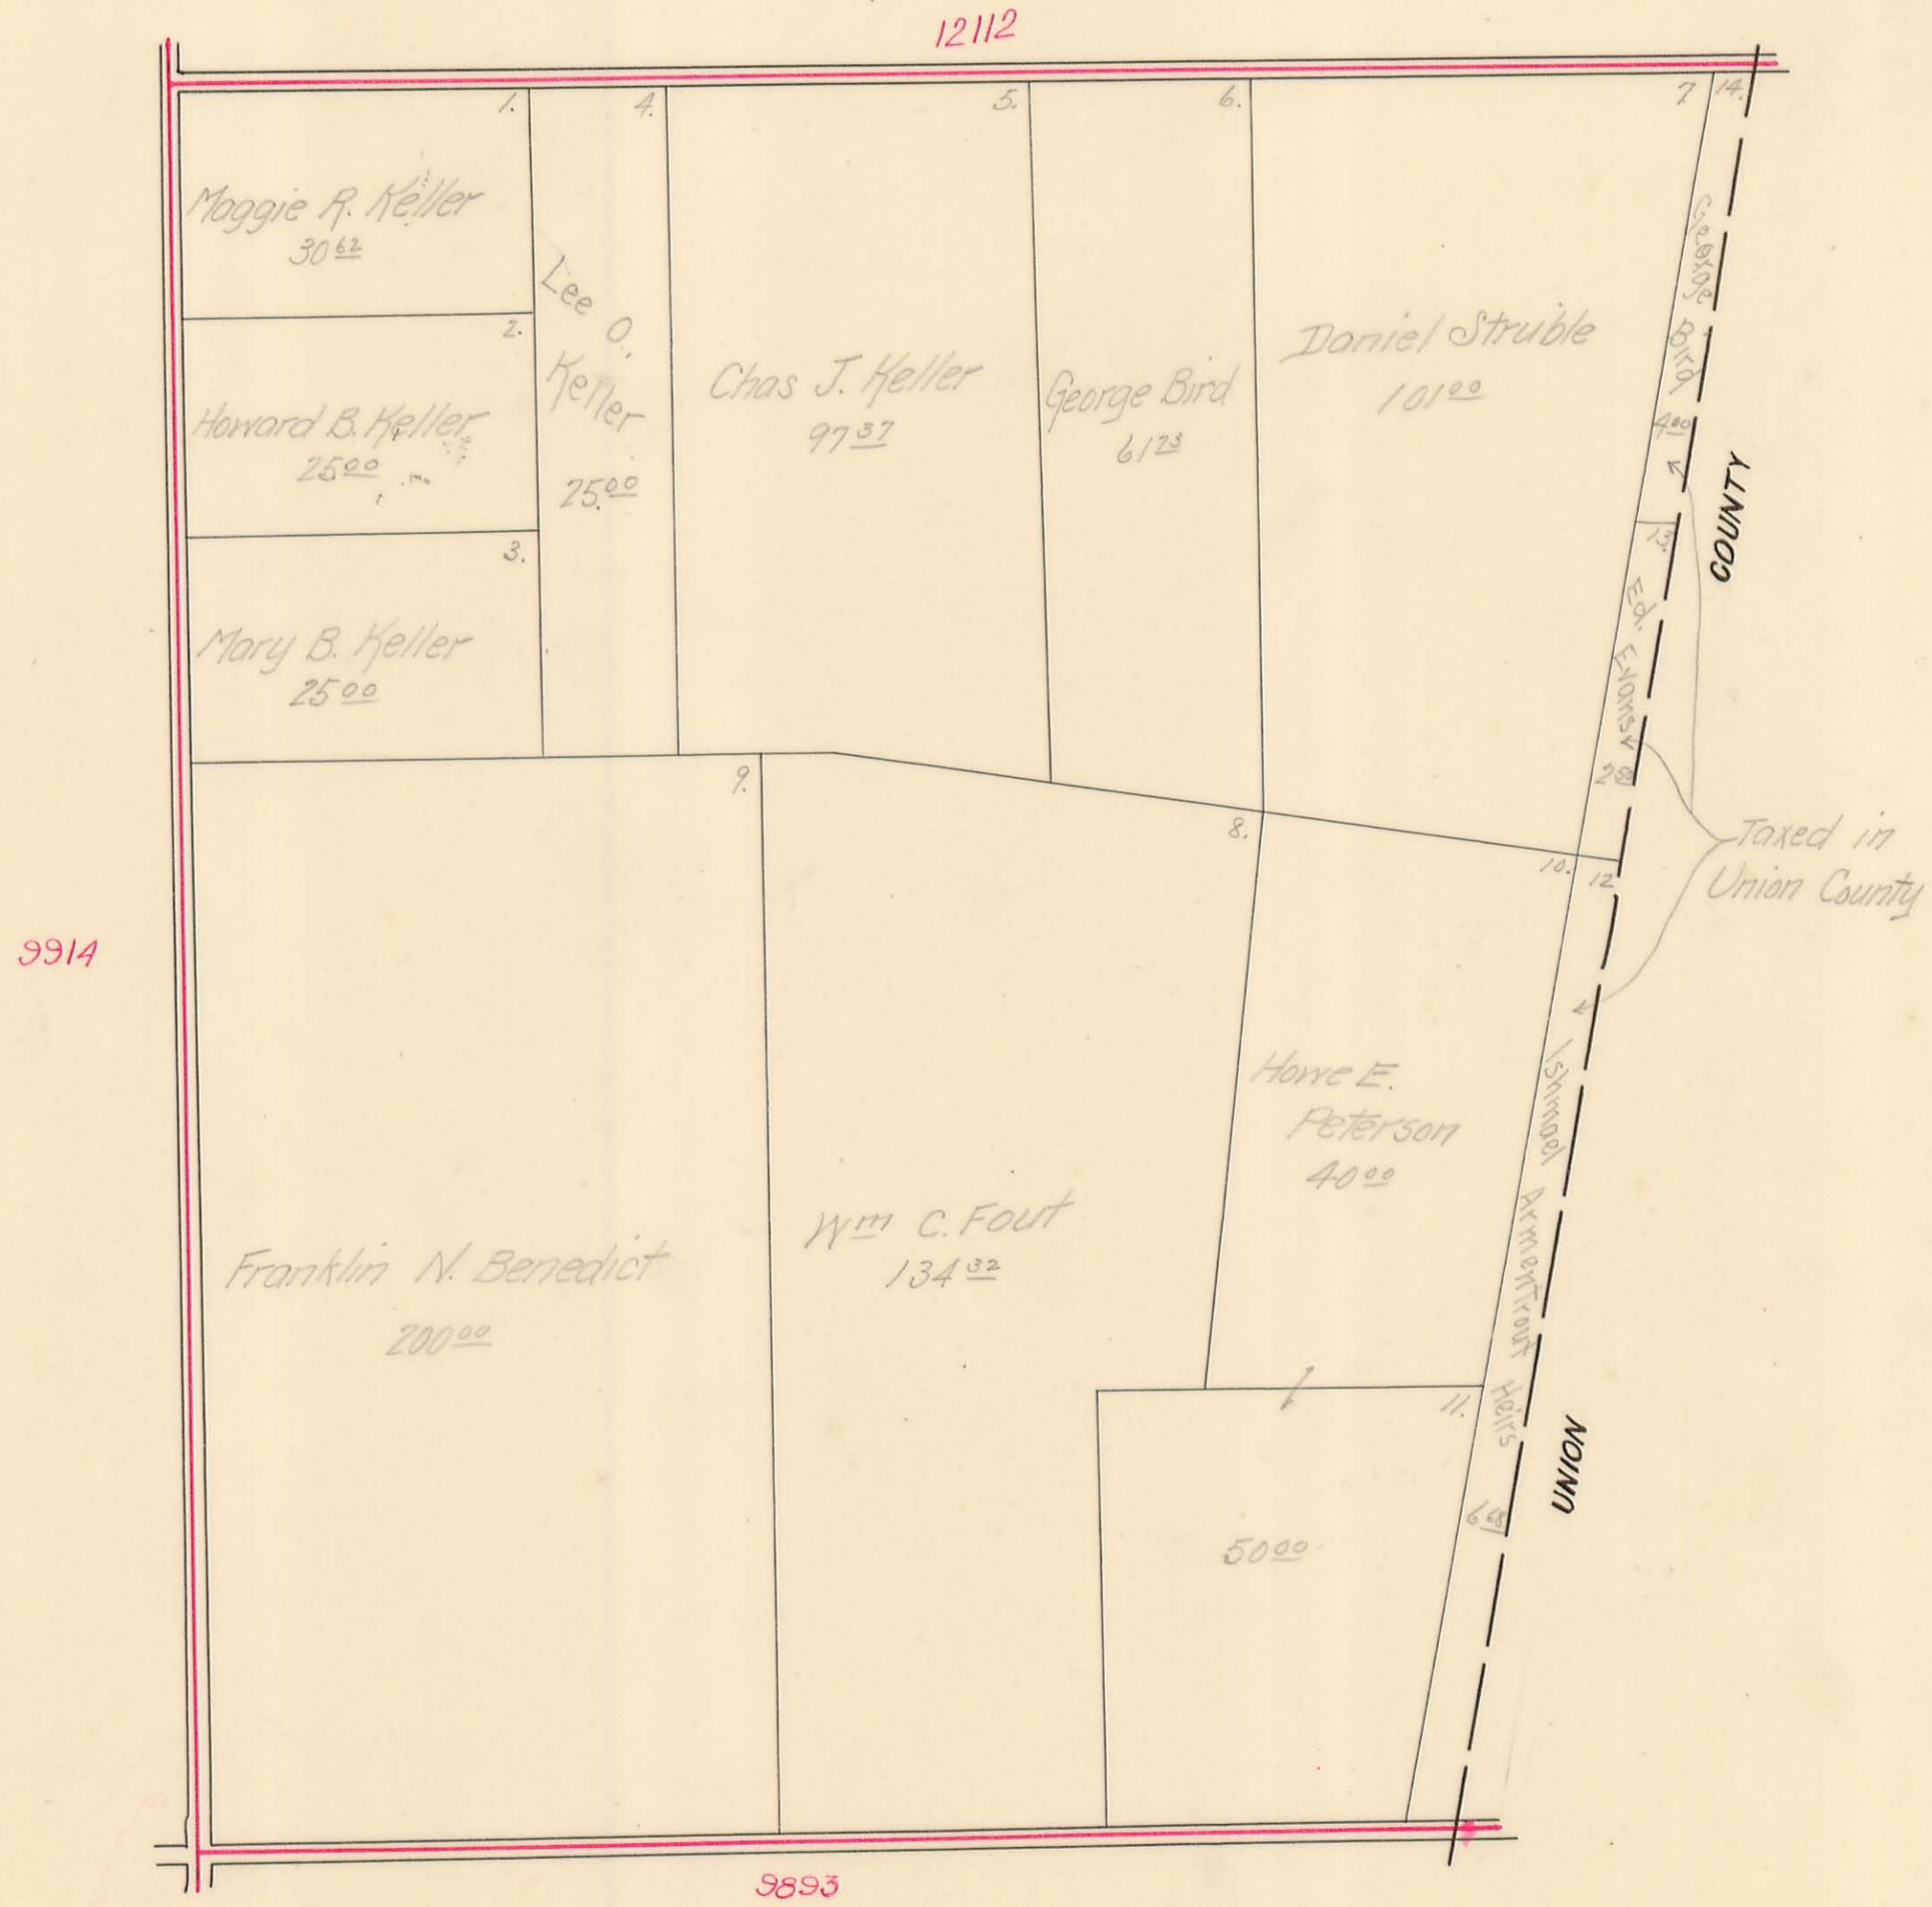 12112
1.
4.
5.
6.
7
14.
Maggie R. Keller
30 62
2.
Howard B. Keller
25 00
3.
Mary B. Keller
25 00
Lee O.
Keller
25.00
Chas J. Keller
97 37
George Bird
61 23
Daniel Struble
101 00
George Bird
4 00
COUNTY
13.
Ed. Evans
2 50
Taxed in
Union County
9.
8.
10.
12
9914
Franklin N. Benedict
200 00
Wm C. Fout
134 32
Howe E.
Peterson
40 00
11.
50 00
Ishmael Armentrout Heirs
6 68
UNION
9893